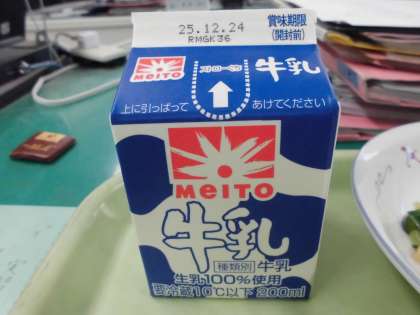 25.12.24
RMGK36
賞味期限
(開封前)
MEITO
牛乳
上に引っぱって
あけてください
MEITO
牛乳
種類別 牛乳
生乳100%使用
要冷蔵10℃以下 200ml